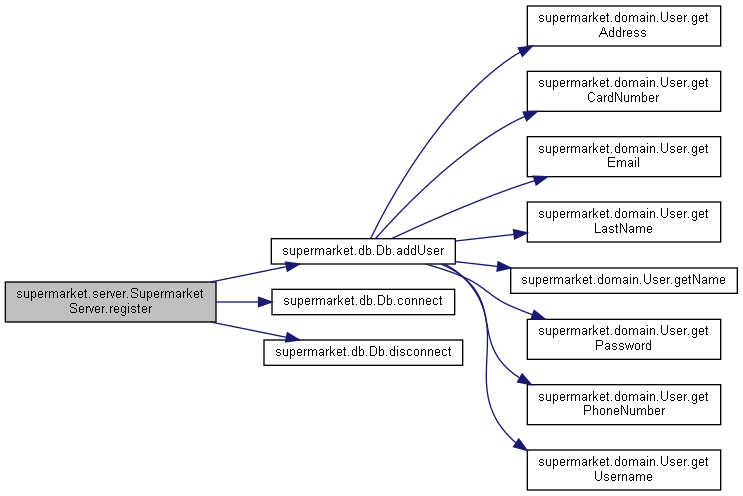 supermarket.server.Supermarket
Server.register
supermarket.db.Db.addUser
supermarket.db.Db.connect
supermarket.db.Db.disconnect
supermarket.domain.User.get
Address
supermarket.domain.User.get
CardNumber
supermarket.domain.User.get
Email
supermarket.domain.User.get
LastName
supermarket.domain.User.getName
supermarket.domain.User.get
Password
supermarket.domain.User.get
PhoneNumber
supermarket.domain.User.get
Username